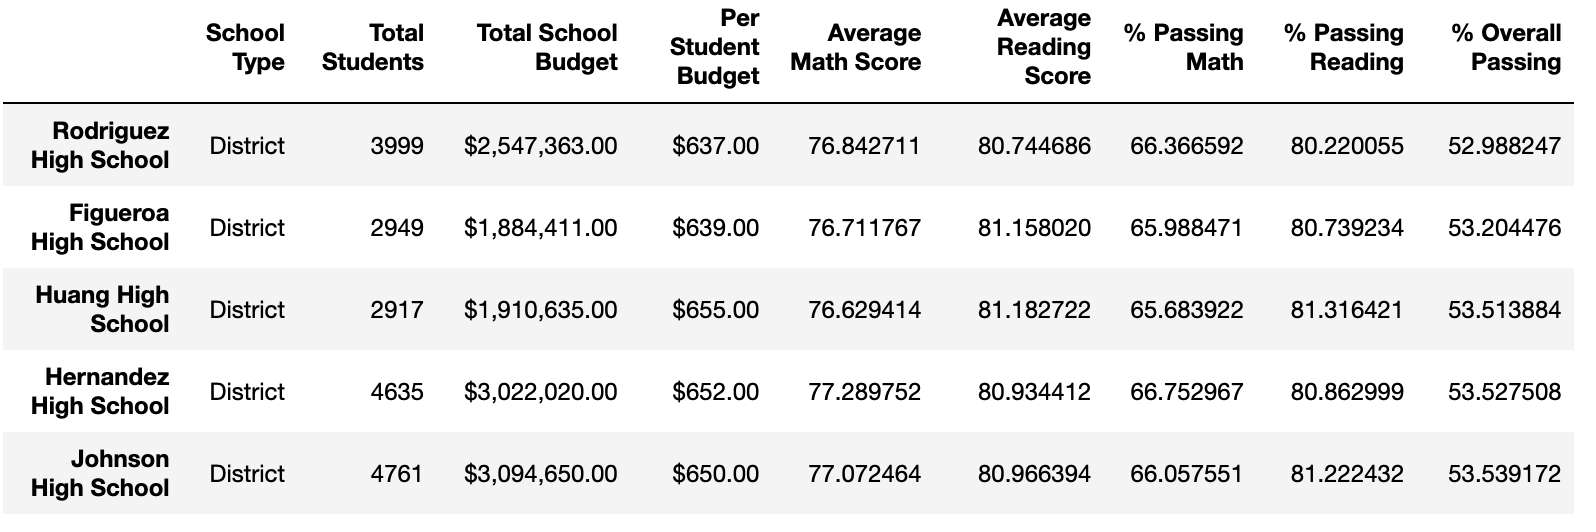 School Type Total Students Total School Budget Per Student Budget Average Math Score Average Reading Score % Passing Math % Passing Reading % Overall Passing
Rodriguez High School District 3999 $2,547,363.00 $637.00 76.842711 80.744686 66.366592 80.220055 52.988247
Figueroa High School District 2949 $1,884,411.00 $639.00 76.711767 81.158020 65.988471 80.739234 53.204476
Huang High School District 2917 $1,910,635.00 $655.00 76.629414 81.182722 65.683922 81.316421 53.513884
Hernandez High School District 4635 $3,022,020.00 $652.00 77.289752 80.934412 66.752967 80.862999 53.527508
Johnson High School District 4761 $3,094,650.00 $650.00 77.072464 80.966394 66.057551 81.222432 53.539172